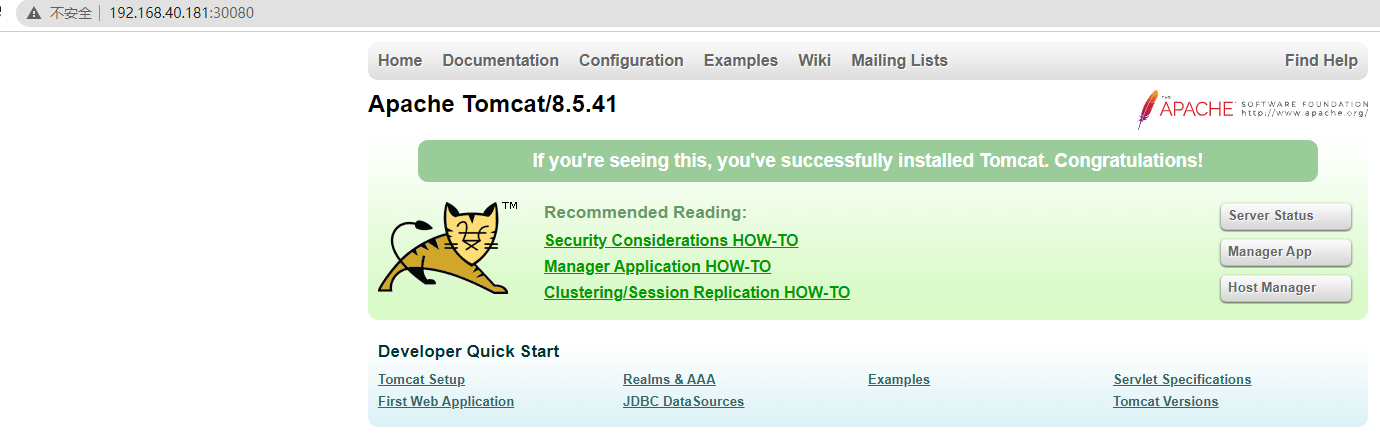 不安全 192.168.40.181:30080
Home Documentation Configuration Examples Wiki Mailing Lists Find Help
Apache Tomcat/8.5.41
THE APACHE SOFTWARE FOUNDATION
http://www.apache.org/
If you're seeing this, you've successfully installed Tomcat. Congratulations!
TM
Recommended Reading:
Security Considerations HOW-TO
Manager Application HOW-TO
Clustering/Session Replication HOW-TO
Server Status
Manager App
Host Manager
Developer Quick Start
Tomcat Setup Realms & AAA Examples Servlet Specifications
First Web Application JDBC DataSources Tomcat Versions